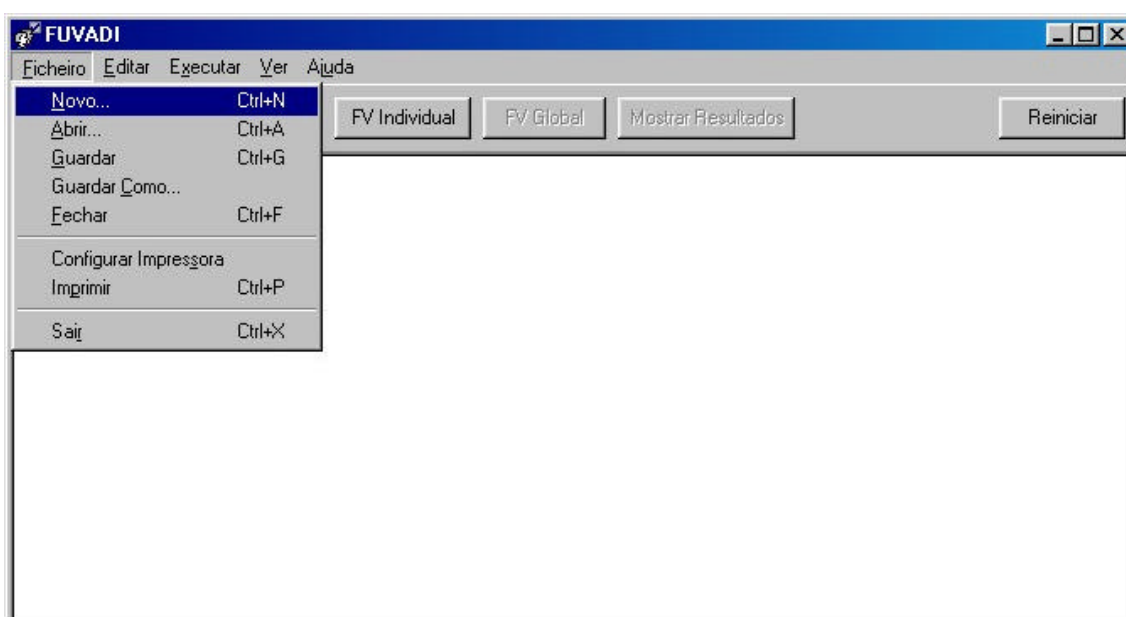 FUVADI
Ficheiro Editar Executar Ver Ajuda
Novo... Ctrl+N
Abrir... Ctrl+A
Guardar Ctrl+G
Guardar Como...
Fechar Ctrl+F
Configurar Impressora
Imprimir Ctrl+P
Sair Ctrl+X
FV Individual FV Global Mostrar Resultados Reiniciar